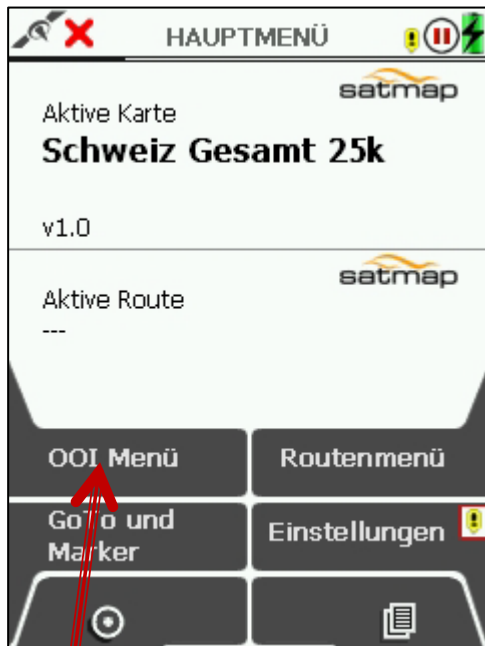 HAUPTMENÜ
satmap
Aktive Karte
Schweiz Gesamt 25k
v1.0
satmap
Aktive Route
---
OOI Menü
Routenmenü
GoTo und
Marker
Einstellungen